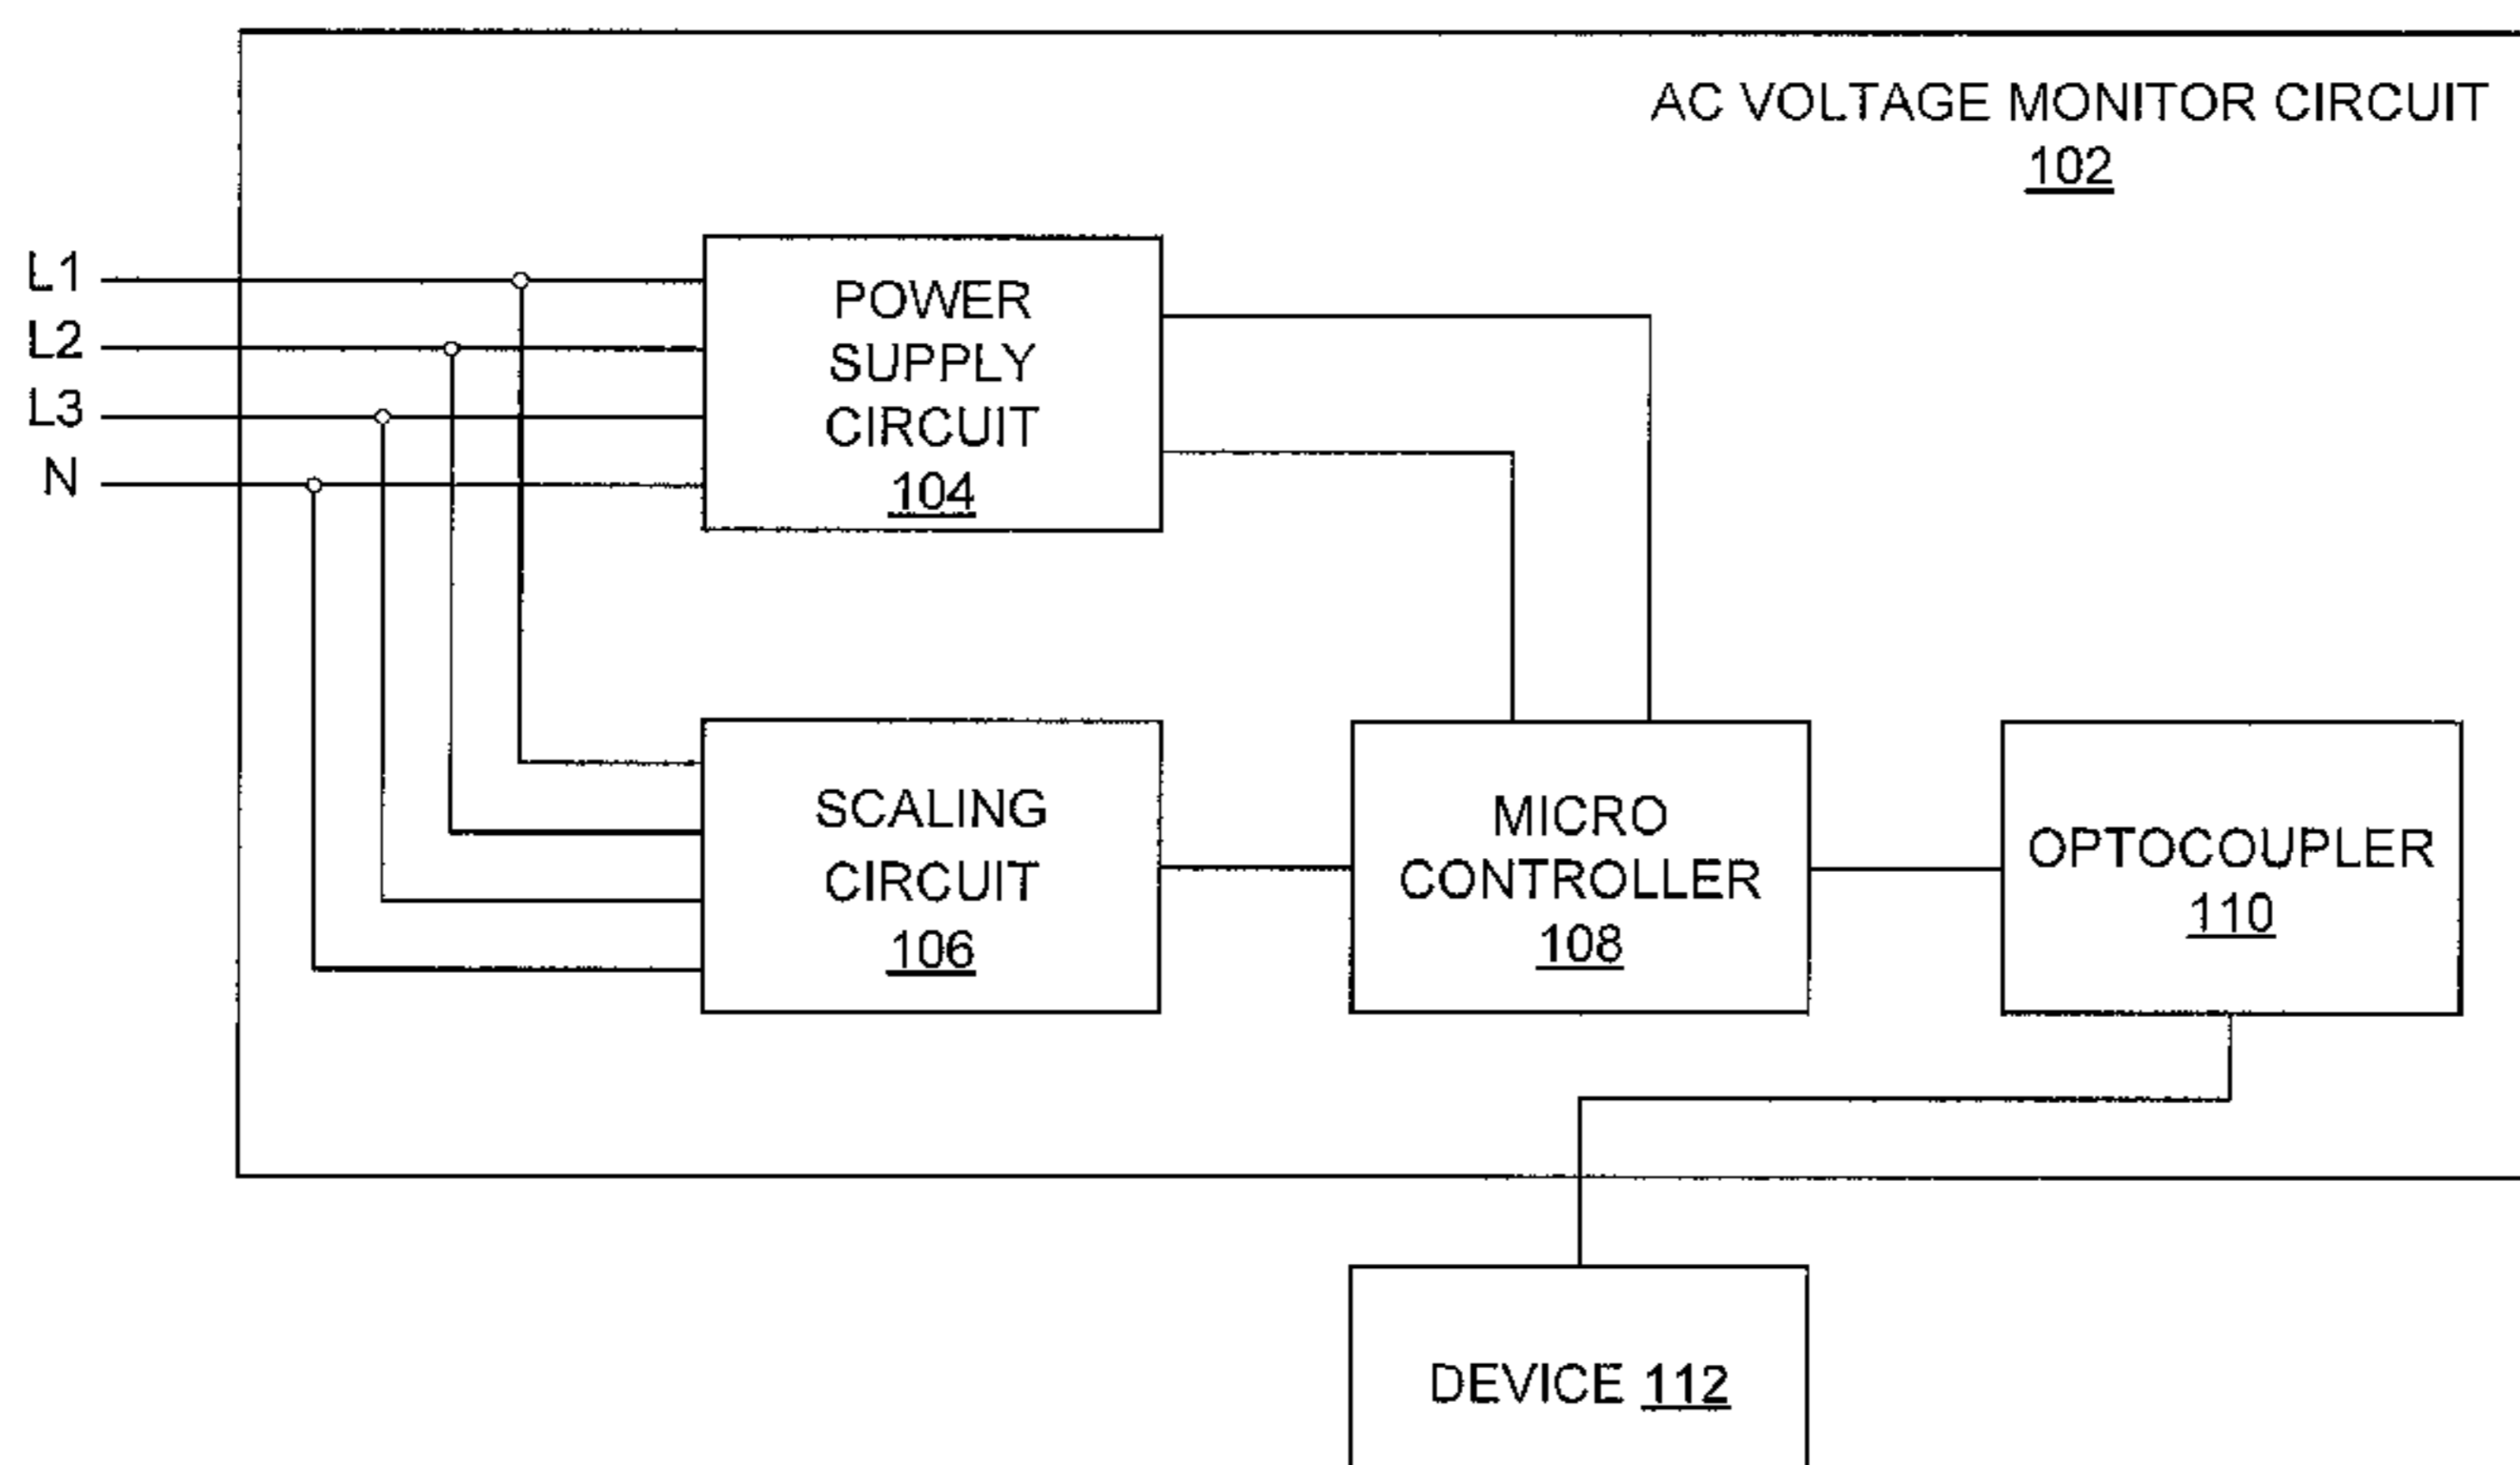 AC VOLTAGE MONITOR CIRCUIT
102
L1
L2
L3
N
POWER
SUPPLY
CIRCUIT
104
SCALING
CIRCUIT
106
MICRO
CONTROLLER
108
OPTOCOUPLER
110
DEVICE 112